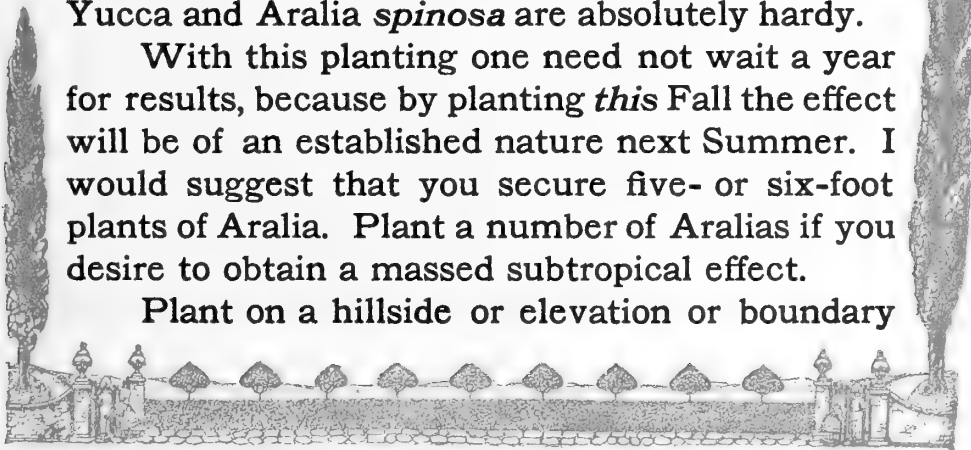 Yucca and Aralia spinosa are absolutely hardy.
With this planting one need not wait a year
for results, because by planting this Fall the effect
will be of an established nature next Summer. I
would suggest that you secure five- or six-foot
plants of Aralia. Plant a number of Aralias if you
desire to obtain a massed subtropical effect.
Plant on a hillside or elevation or boundary